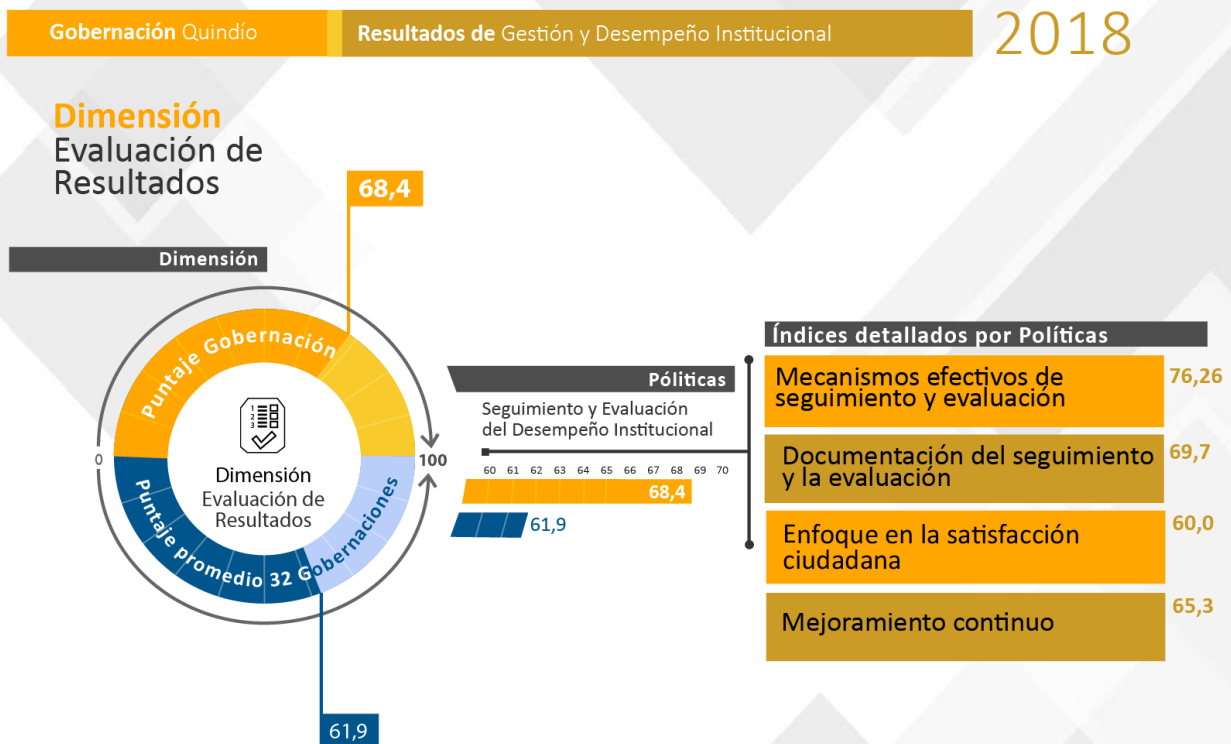 Gobernación Quindío
Resultados de Gestión y Desempeño Institucional
2018
Dimensión
Evaluación de
Resultados
68,4
Dimensión
Puntaje Gobernación
1
2
3
Dimensión
Evaluación de
Resultados
0
100
Puntaje promedio 32 Gobernaciones
61,9
Póliticas
Seguimiento y Evaluación
del Desempeño Institucional
60 61 62 63 64 65 66 67 68 69 70
68,4
61,9
Índices detallados por Políticas
Mecanismos efectivos de
seguimiento y evaluación
76,26
Documentación del seguimiento
y la evaluación
69,7
Enfoque en la satisfacción
ciudadana
60,0
Mejoramiento continuo
65,3